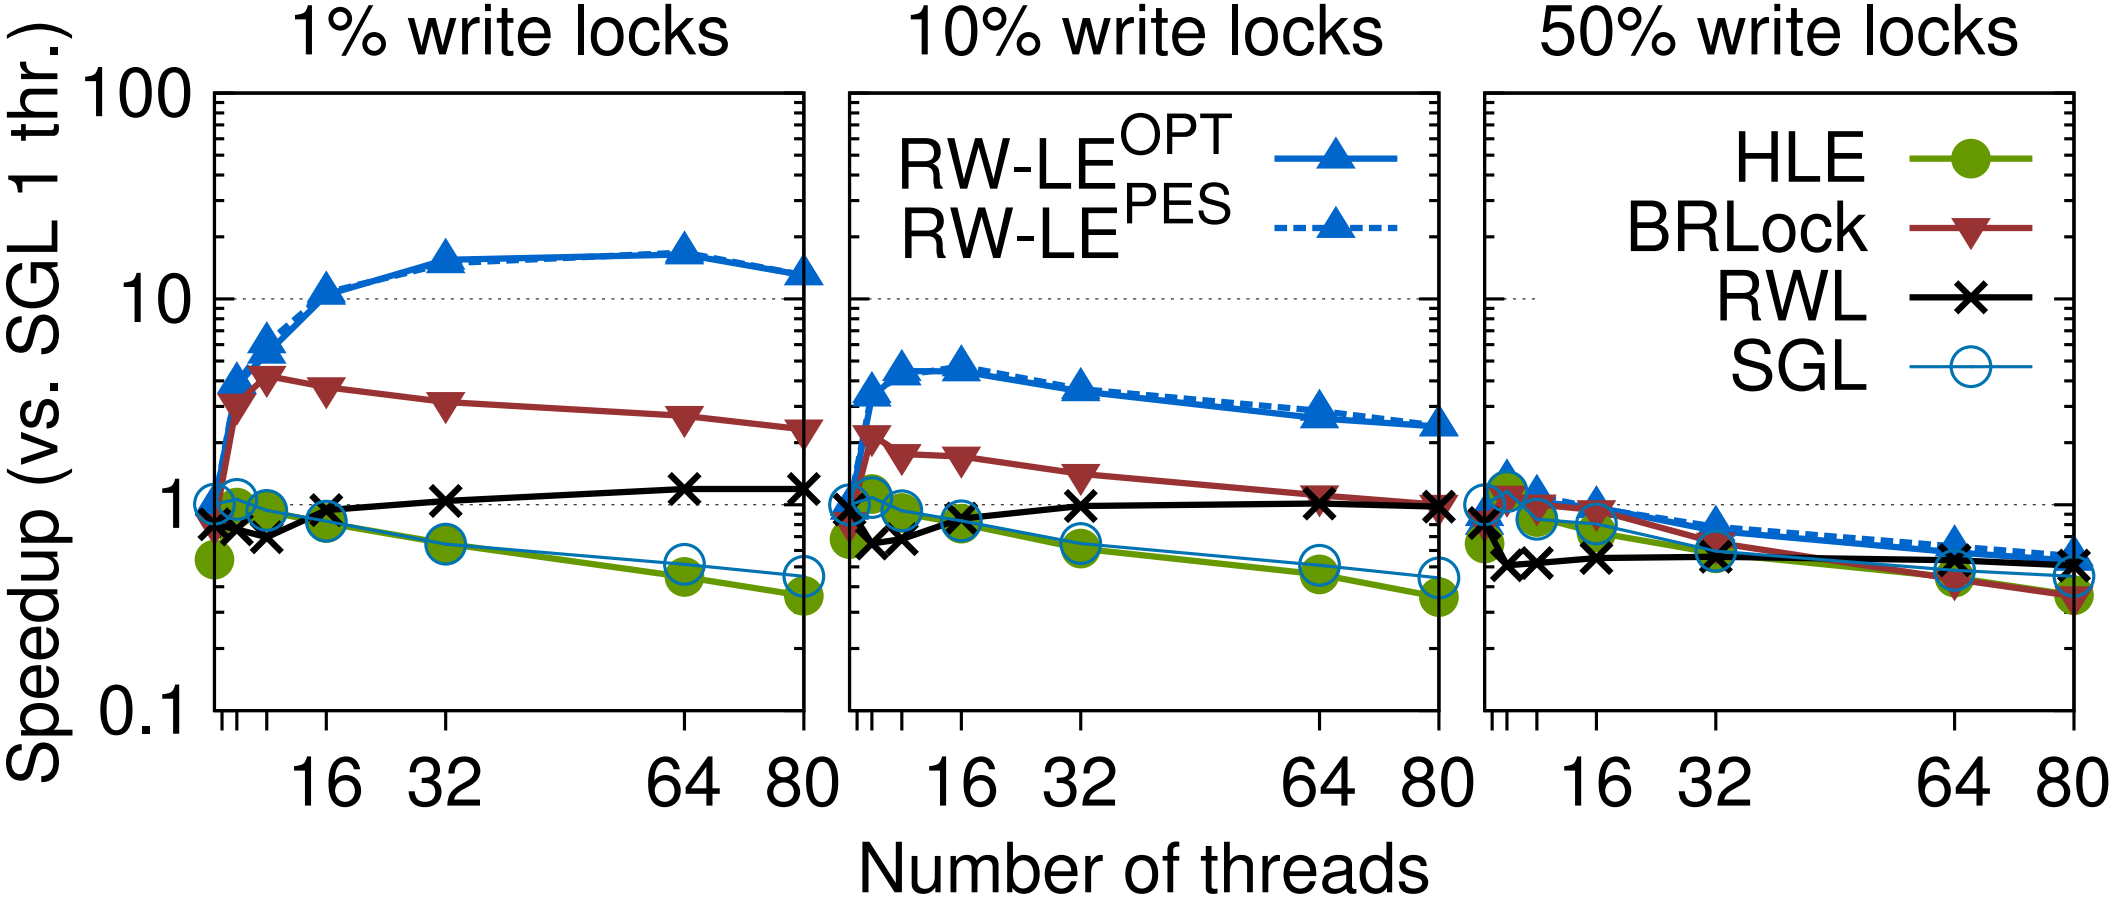 1% write locks 10% write locks 50% write locks
Speedup (vs. SGL 1 thr.)
100
10
1
0.1
RW-LE^OPT
RW-LE^PES
HLE
BRLock
RWL
SGL
16 32 64 80 16 32 64 80 16 32 64 80
Number of threads